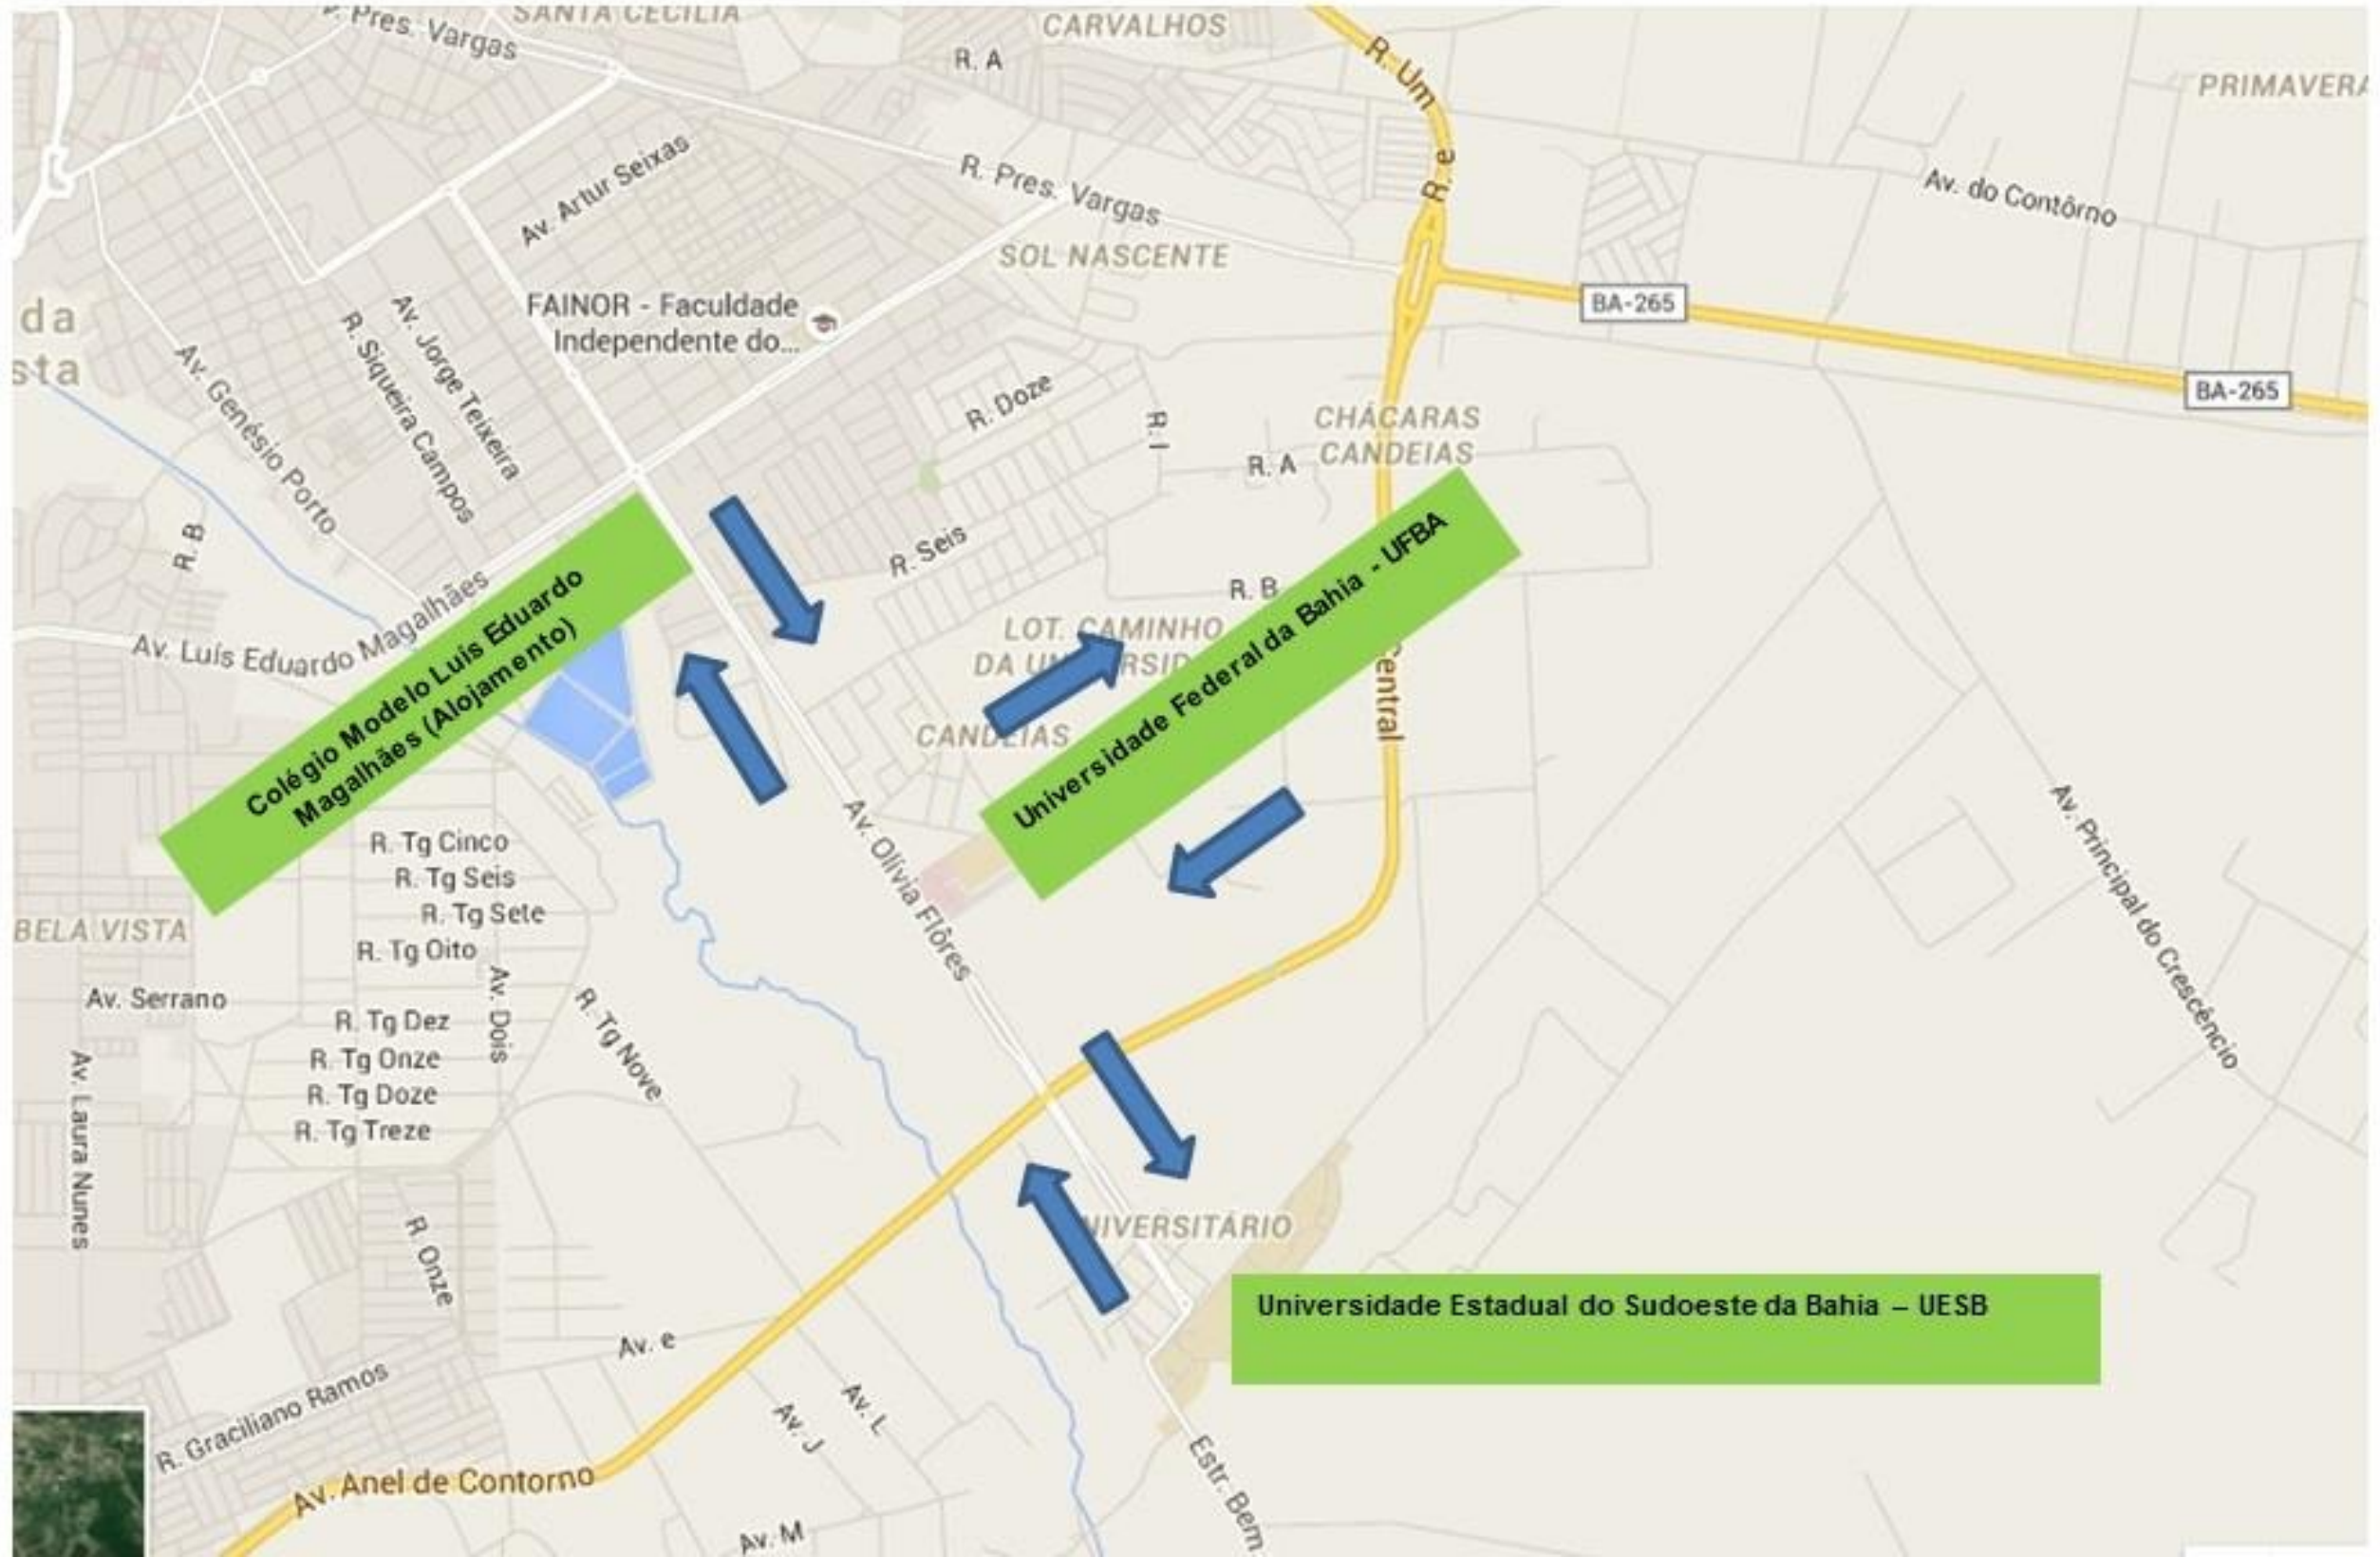 SANTA CECILIA
Pres. Vargas
CARVALHOS
R. A
R. Um
PRIMAVERA
R. e
Av. Artur Seixas
R. Pres. Vargas
Av. do Contôrno
SOL NASCENTE
BA-265
FAINOR - Faculdade
Independente do...
da
sta
Av. Jorge Teixeira
R. Siqueira Campos
Av. Genésio Porto
BA-265
R. Doze
R. I
CHÁCARAS
CANDEIAS
R. A
R. B
R. Seis
R. B
Av. Luís Eduardo Magalhães
Colégio Modelo Luis Eduardo
Magalhães (Alojamento)
Universidade Federal da Bahia - UFBA
LOT. CAMINHO
DA UN RSID
CANDEIAS
entral
Av. Olívia Flôres
Av. Principal do Crescêncio
R. Tg Cinco
R. Tg Seis
R. Tg Sete
R. Tg Oito
BELA VISTA
Av. Serrano
Av. Dois
R. Tg Nove
R. Tg Dez
R. Tg Onze
R. Tg Doze
R. Tg Treze
Av. Laura Nunes
R. Onze
NIVERSITÁRIO
Universidade Estadual do Sudoeste da Bahia – UESB
Av. e
R. Graciliano Ramos
Av. J
Av. L
Av. Anel de Contorno
Av. M
Estr. Bem